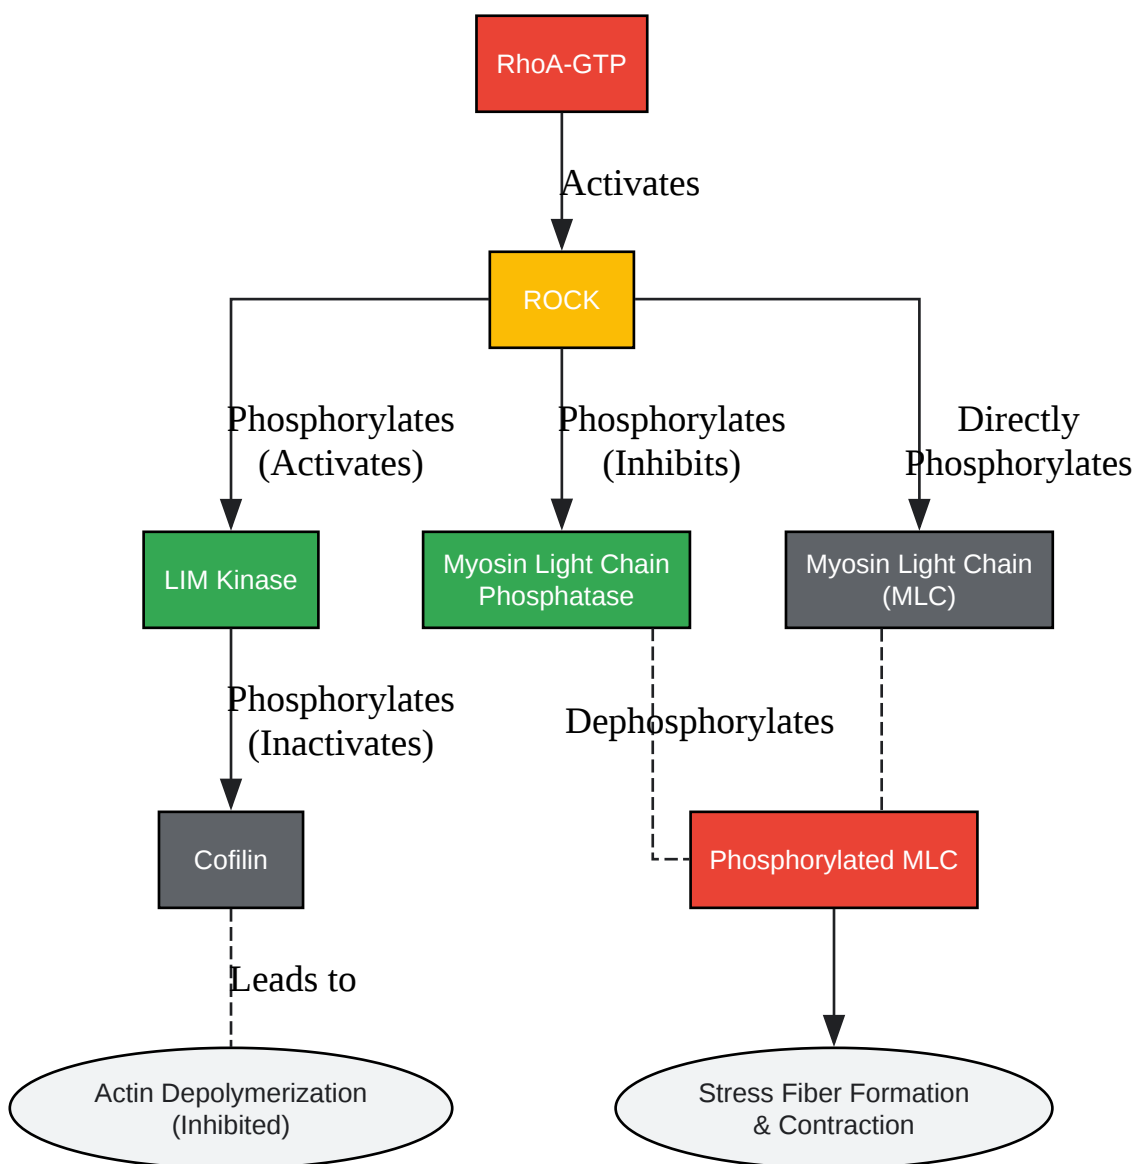 RhoA-GTP
Activates
ROCK
Phosphorylates
(Activates)
Phosphorylates
(Inhibits)
Directly
Phosphorylates
LIM Kinase
Myosin Light Chain
Phosphatase
Myosin Light Chain
(MLC)
Phosphorylates
(Inactivates)
Dephosphorylates
Cofilin
Phosphorylated MLC
Leads to
Actin Depolymerization
(Inhibited)
Stress Fiber Formation
& Contraction